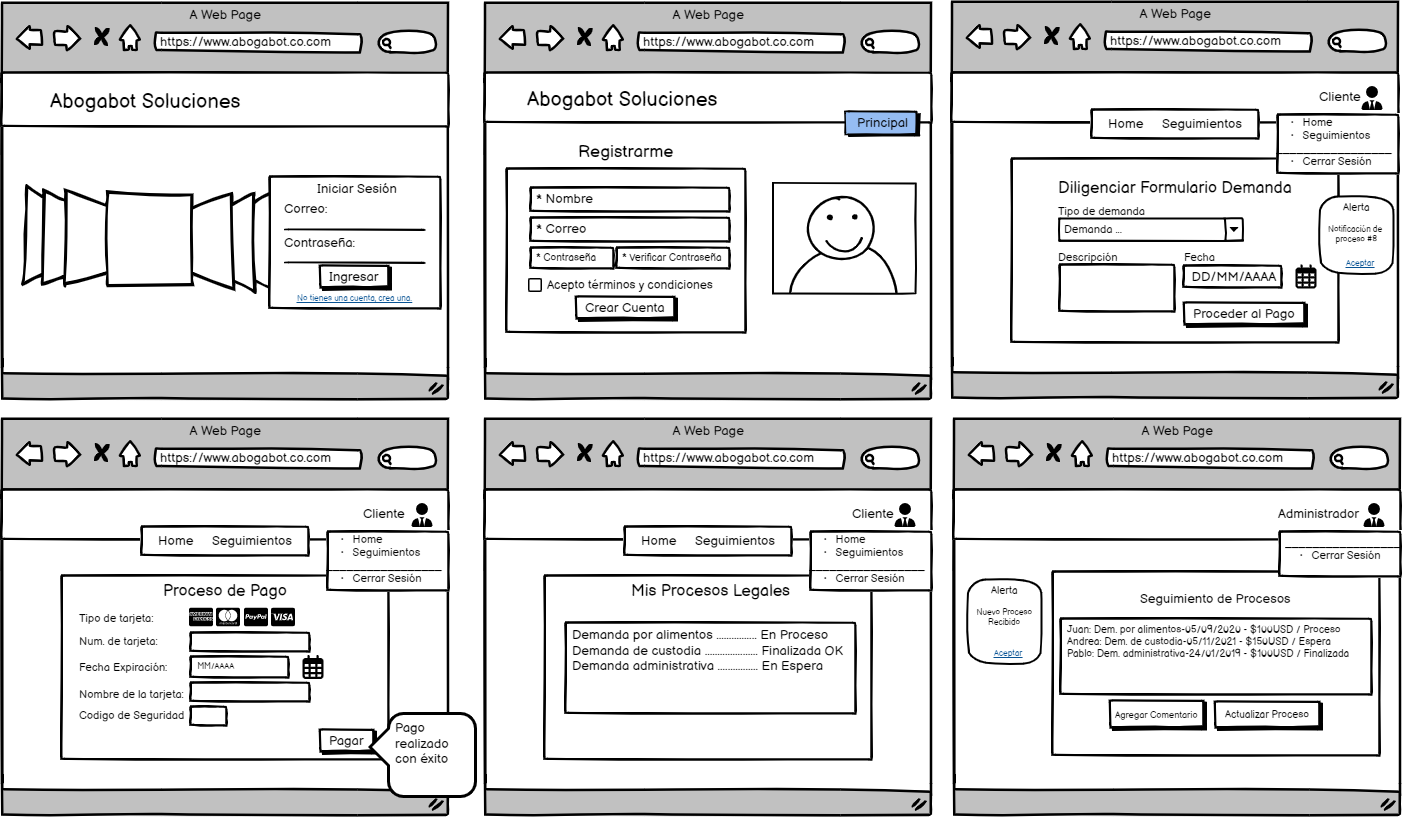 A Web Page
https://www.abogabot.co.com
Abogabot Soluciones
Iniciar Sesión
Correo:
Contraseña:
Ingresar
No tienes una cuenta, crea una.
A Web Page
https://www.abogabot.co.com
Abogabot Soluciones
Principal
Registrarme
* Nombre
* Correo
* Contraseña
* Verificar Contraseña
Acepto términos y condiciones
Crear Cuenta
A Web Page
https://www.abogabot.co.com
Cliente
Home Seguimientos
· Home
· Seguimientos
· Cerrar Sesión
Diligenciar Formulario Demanda
Tipo de demanda
Demanda ...
Descripción
Fecha
DD/MM/AAAA
Proceder al Pago
Alerta
Notificación de
proceso #8
Aceptar
A Web Page
https://www.abogabot.co.com
Cliente
Home Seguimientos
· Home
· Seguimientos
· Cerrar Sesión
Proceso de Pago
Tipo de tarjeta: AMERICAN EXPRESS MasterCard PayPal VISA
Num. de tarjeta:
Fecha Expiración: MM/AAAA
Nombre de la tarjeta:
Codigo de Seguridad
Pagar
Pago
realizado
con éxito
A Web Page
https://www.abogabot.co.com
Cliente
Home Seguimientos
· Home
· Seguimientos
· Cerrar Sesión
Mis Procesos Legales
Demanda por alimentos .............. En Proceso
Demanda de custodia .................. Finalizada OK
Demanda administrativa ............. En Espera
A Web Page
https://www.abogabot.co.com
Administrador
· Cerrar Sesión
Alerta
Nuevo Proceso
Recibido
Aceptar
Seguimiento de Procesos
Juan: Dem. por alimentos-05/09/2020 - $100USD / Proceso
Andrea: Dem. de custodia-05/11/2021 - $150USD / Espera
Pablo: Dem. administrativa-24/01/2019 - $100USD / Finalizada
Agregar Comentario
Actualizar Proceso